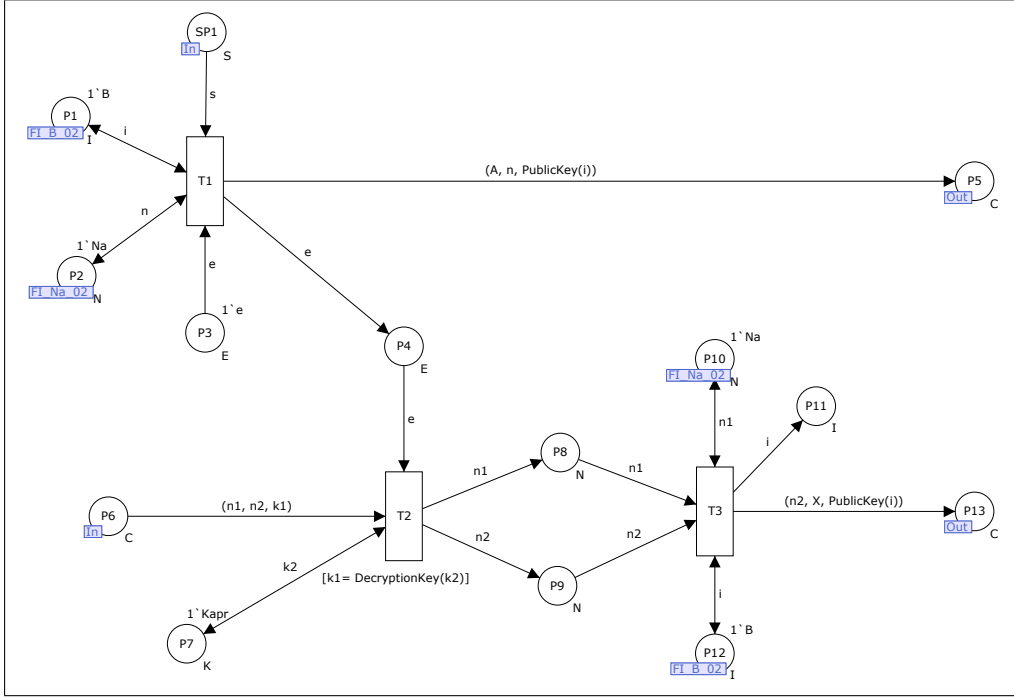 SP1
In
S
s
1`B
P1
FI_B_02
I
i
T1
(A, n, PublicKey(i))
P5
Out
C
n
1`Na
P2
FI_Na_02
N
e
e
1`e
P3
E
P4
E
1`Na
P10
FI_Na_02
N
P11
I
e
n1
i
P8
N
n1
n1
P6
In
C
(n1, n2, k1)
T2
T3
(n2, X, PublicKey(i))
P13
Out
C
n2
n2
k2
[k1= DecryptionKey(k2)]
P9
N
i
1`Kapr
P7
K
1`B
P12
FI_B_02
I